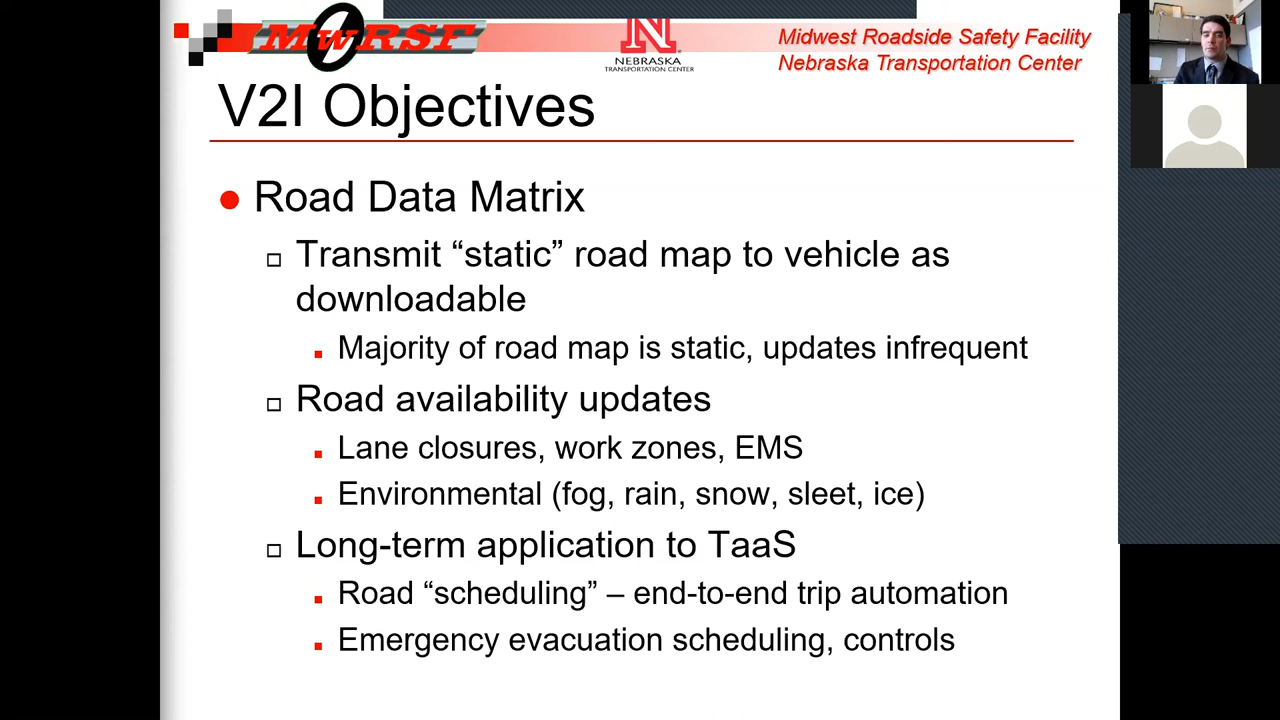 MwRSF
N
NEBRASKA
TRANSPORTATION CENTER
Midwest Roadside Safety Facility
Nebraska Transportation Center
V2I Objectives
Road Data Matrix
Transmit “static” road map to vehicle as
downloadable
Majority of road map is static, updates infrequent
Road availability updates
Lane closures, work zones, EMS
Environmental (fog, rain, snow, sleet, ice)
Long-term application to TaaS
Road “scheduling” – end-to-end trip automation
Emergency evacuation scheduling, controls